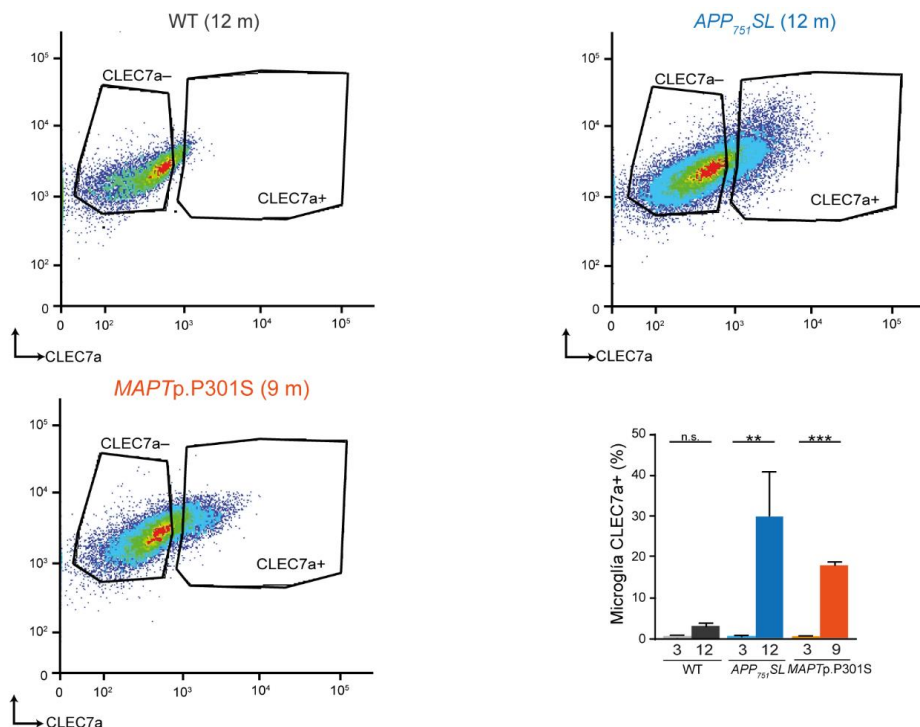 WT (12 m)
10⁵
CLEC7a–
10⁴
10³
CLEC7a+
10²
0
0 10² 10³ 10⁴ 10⁵
CLEC7a
APP₇₅₁SL (12 m)
10⁵
CLEC7a–
10⁴
10³
CLEC7a+
10²
0
0 10² 10³ 10⁴ 10⁵
CLEC7a
MAPTp.P301S (9 m)
10⁵
CLEC7a–
10⁴
10³
CLEC7a+
10²
0
0 10² 10³ 10⁴ 10⁵
CLEC7a
Microglía CLEC7a+ (%)
50
40
30
20
10
0
n.s. ** ***
3 12 3 12 3 9
WT APP₇₅₁SL MAPTp.P301S